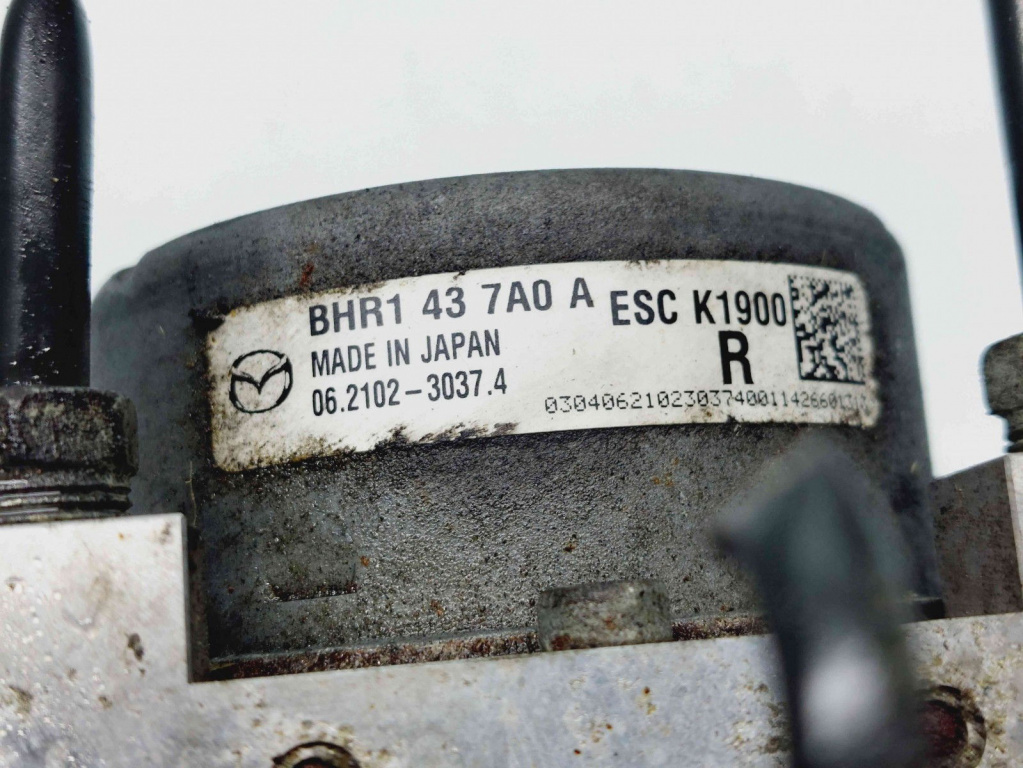 BHR1 43 7A0 A ESC K1900
MADE IN JAPAN R
06.2102-3037.4